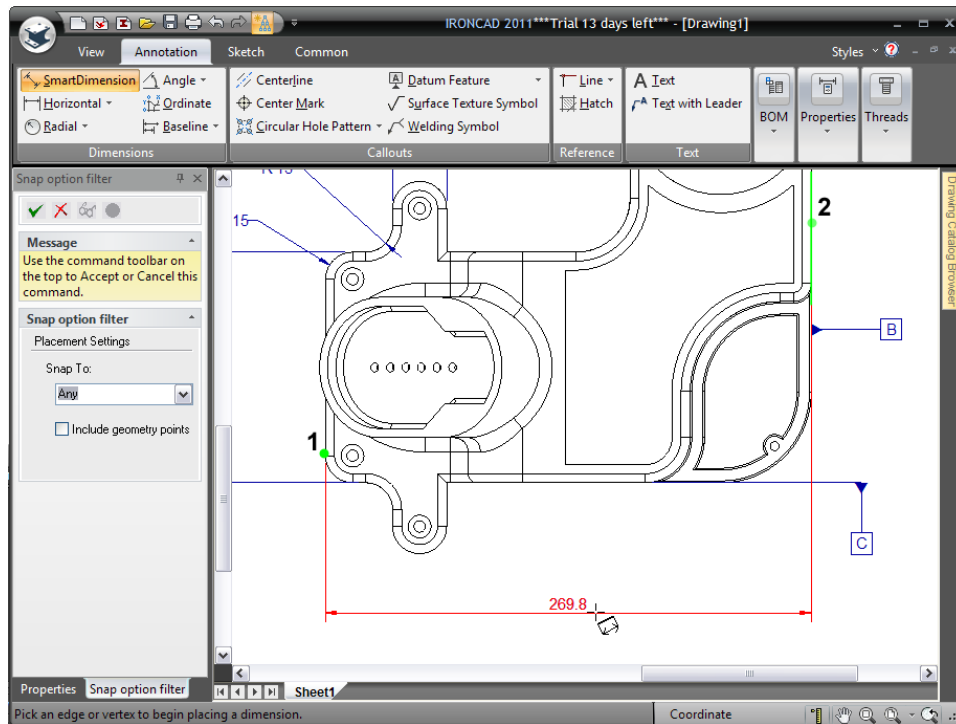 IRONCAD 2011***Trial 13 days left*** - [Drawing1]
View Annotation Sketch Common Styles
SmartDimension Angle Centerline Datum Feature Line A Text
Horizontal Ordinate Center Mark Surface Texture Symbol Hatch Text with Leader
Radial Baseline Circular Hole Pattern Welding Symbol BOM Properties Threads
Dimensions Callouts Reference Text
Snap option filter
Message
Use the command toolbar on
the top to Accept or Cancel this
command.
Snap option filter
Placement Settings
Snap To:
Any
Include geometry points
R 15
15
2
B
1
C
269.8
Drawing Catalog Browser
Properties Snap option filter Sheet1
Pick an edge or vertex to begin placing a dimension. Coordinate